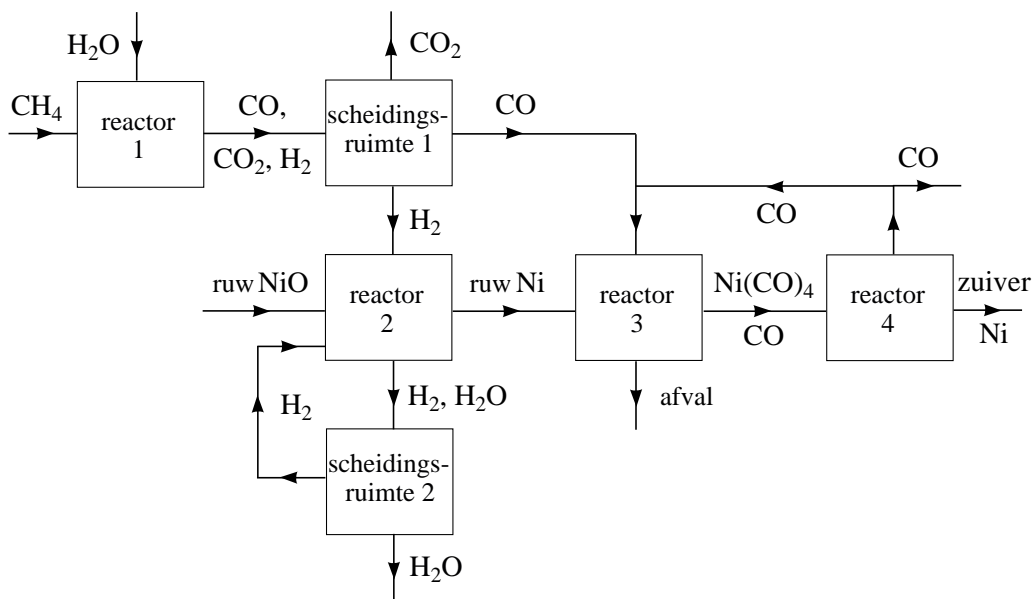 H₂O
CH₄
reactor
1
CO,
CO₂, H₂
CO₂
scheidings-
ruimte 1
CO
H₂
CO
CO
ruw NiO
reactor
2
ruw Ni
reactor
3
Ni(CO)₄
CO
reactor
4
zuiver
Ni
H₂
H₂, H₂O
afval
scheidings-
ruimte 2
H₂O